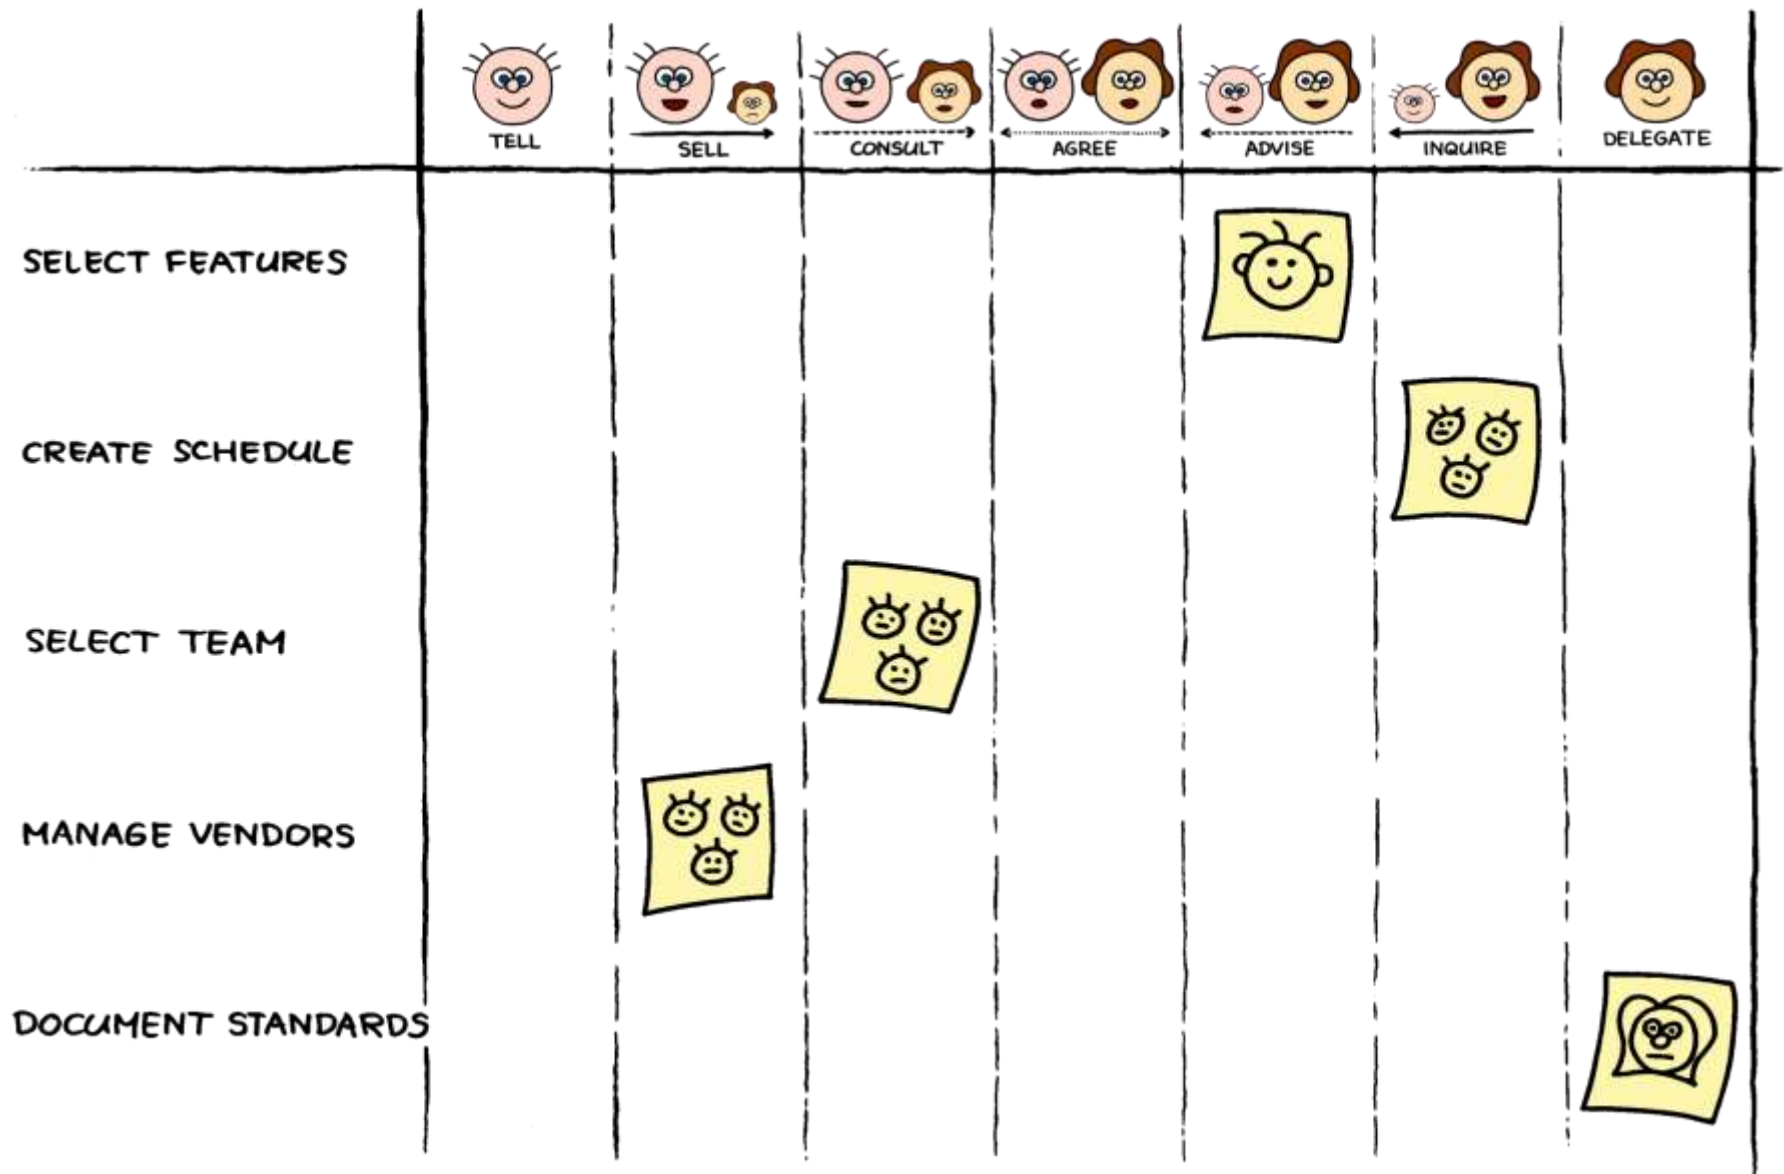 TELL
SELL
CONSULT
AGREE
ADVISE
INQUIRE
DELEGATE
SELECT FEATURES
CREATE SCHEDULE
SELECT TEAM
MANAGE VENDORS
DOCUMENT STANDARDS